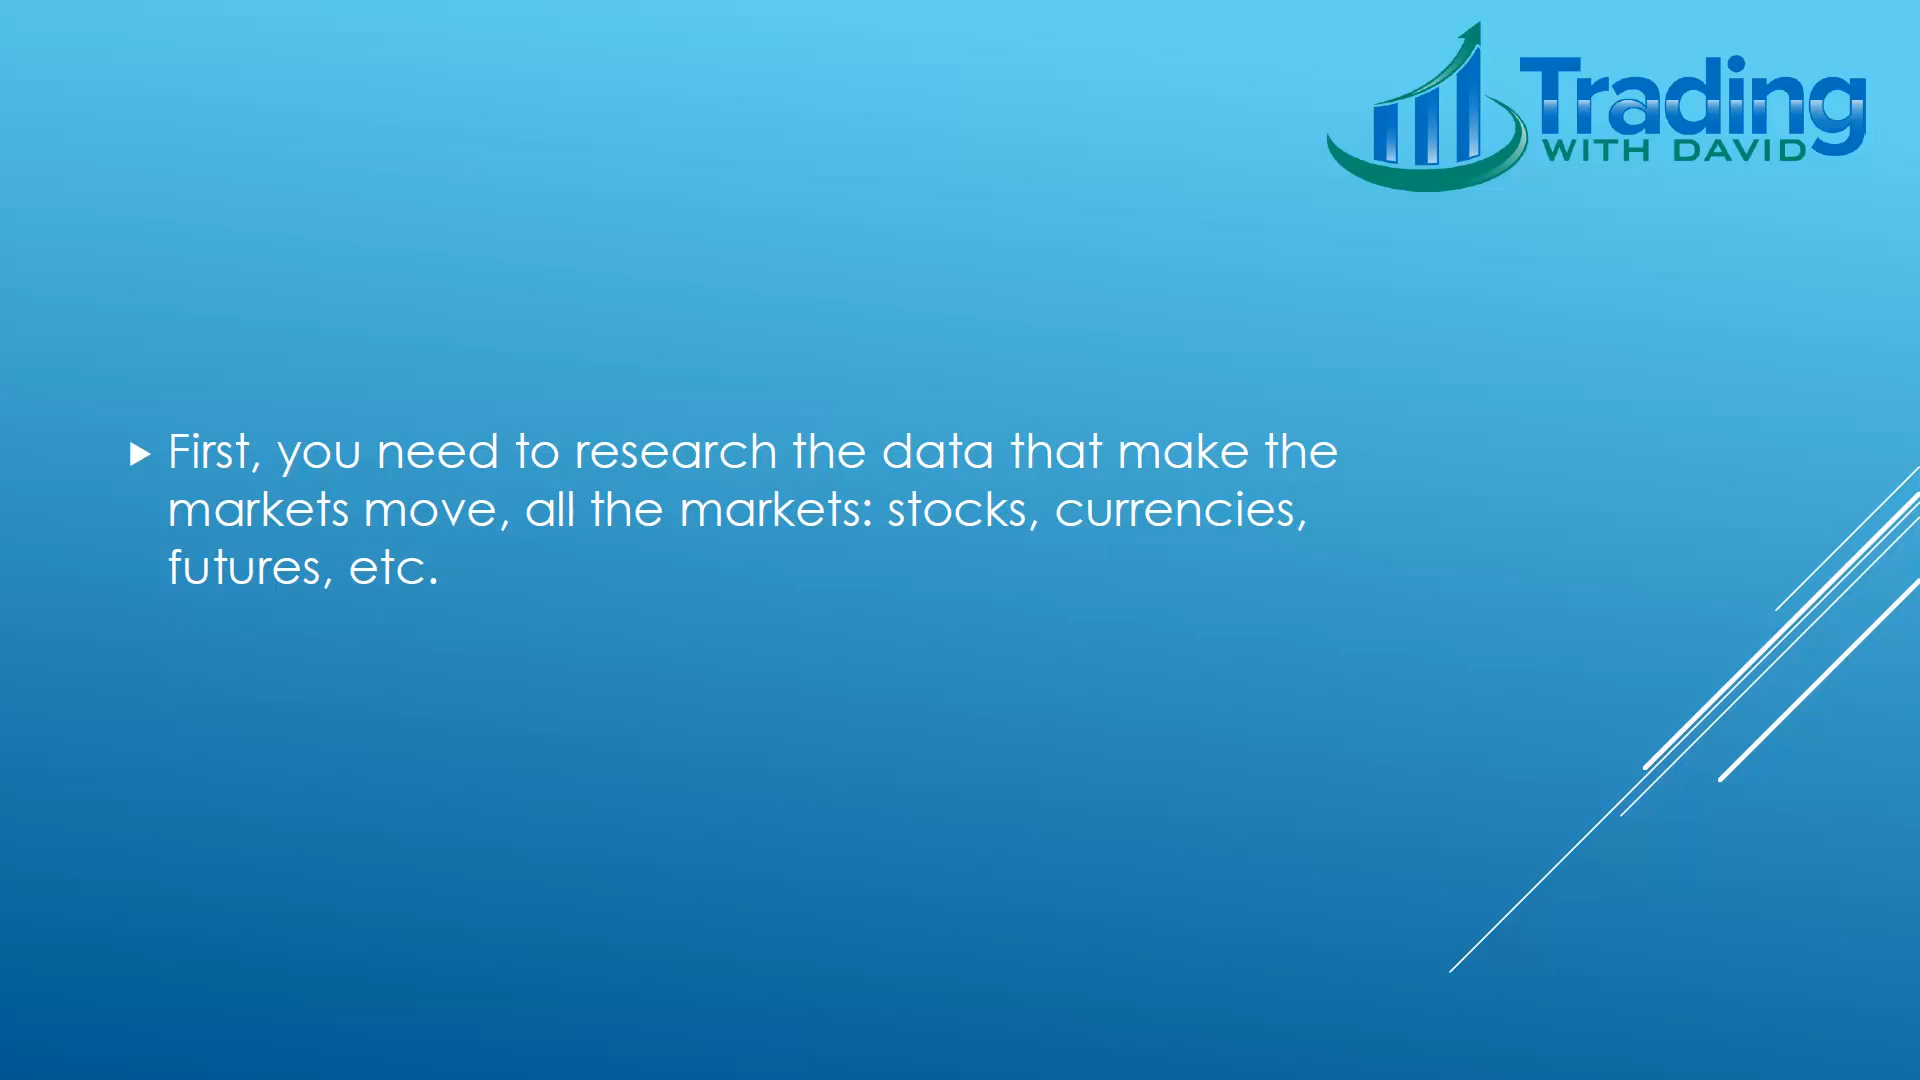 Trading
WITH DAVID
First, you need to research the data that make the
markets move, all the markets: stocks, currencies,
futures, etc.